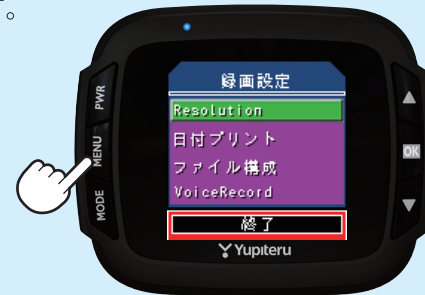 。
PWR
MENU
MODE
録画設定
Resolution
日付プリント
ファイル構成
VoiceRecord
終了
OK
Yupiteru